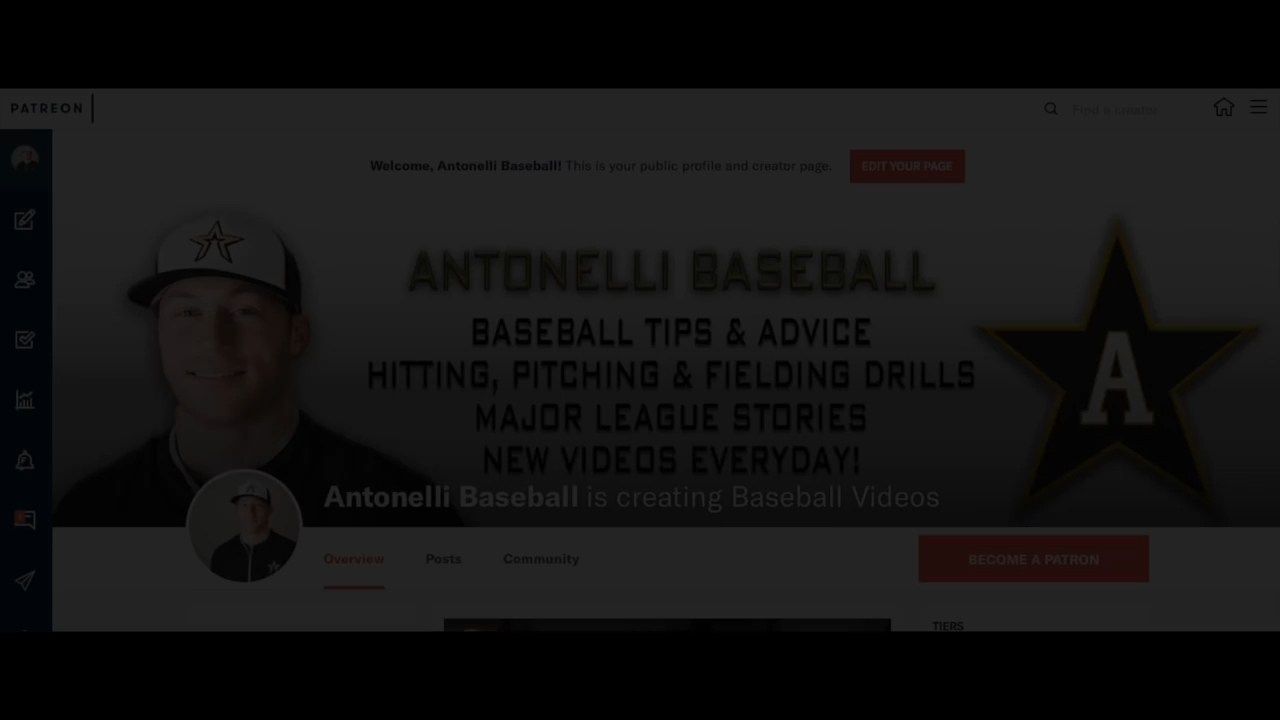 PATREON
Find a creator
Welcome, Antonelli Baseball! This is your public profile and creator page.
EDIT YOUR PAGE
ANTONELLI BASEBALL
BASEBALL TIPS & ADVICE
HITTING, PITCHING & FIELDING DRILLS
MAJOR LEAGUE STORIES
NEW VIDEOS EVERYDAY!
A
Antonelli Baseball is creating Baseball Videos
Overview
Posts
Community
BECOME A PATRON
TIERS